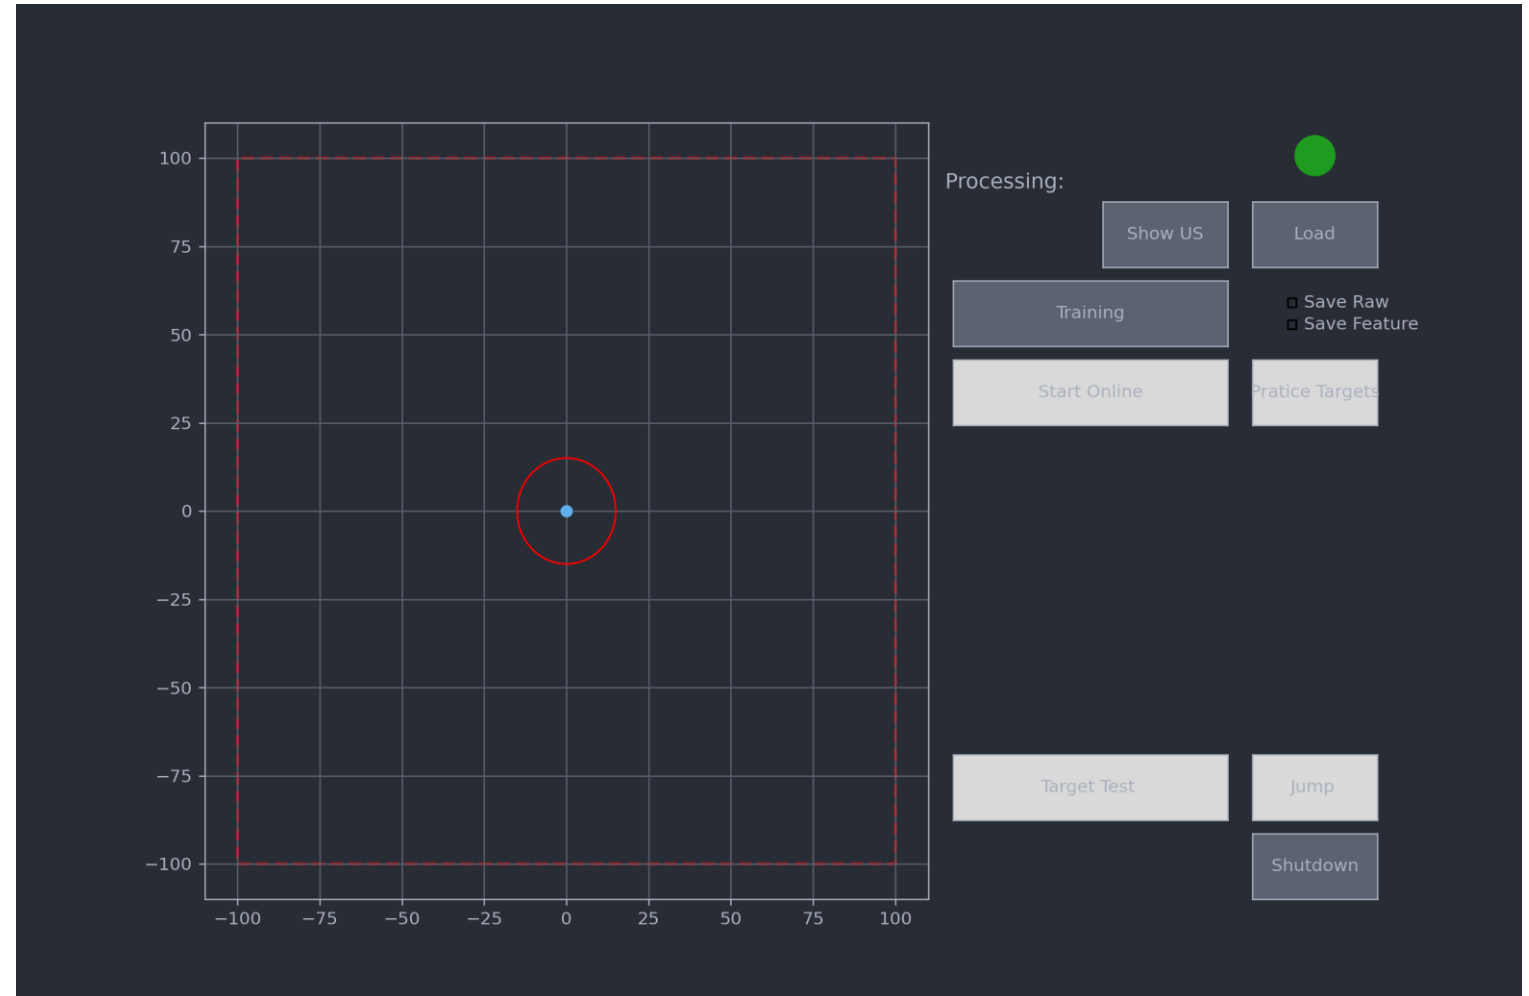 100
75
50
25
0
−25
−50
−75
−100
−100 −75 −50 −25 0 25 50 75 100
Processing:
Show US Load
Training
Save Raw
Save Feature
Start Online Pratice Targets
Target Test Jump
Shutdown